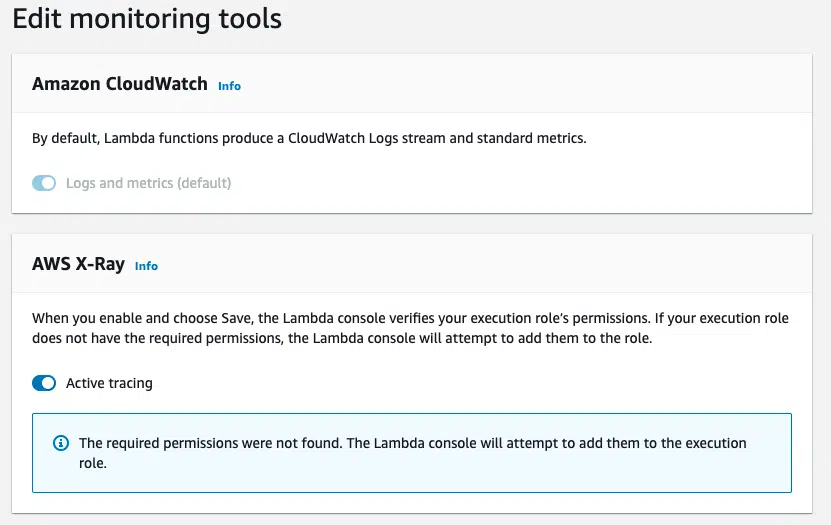 Edit monitoring tools
Amazon CloudWatch Info
By default, Lambda functions produce a CloudWatch Logs stream and standard metrics.
Logs and metrics (default)
AWS X-Ray Info
When you enable and choose Save, the Lambda console verifies your execution role's permissions. If your execution role
does not have the required permissions, the Lambda console will attempt to add them to the role.
Active tracing
The required permissions were not found. The Lambda console will attempt to add them to the execution
role.